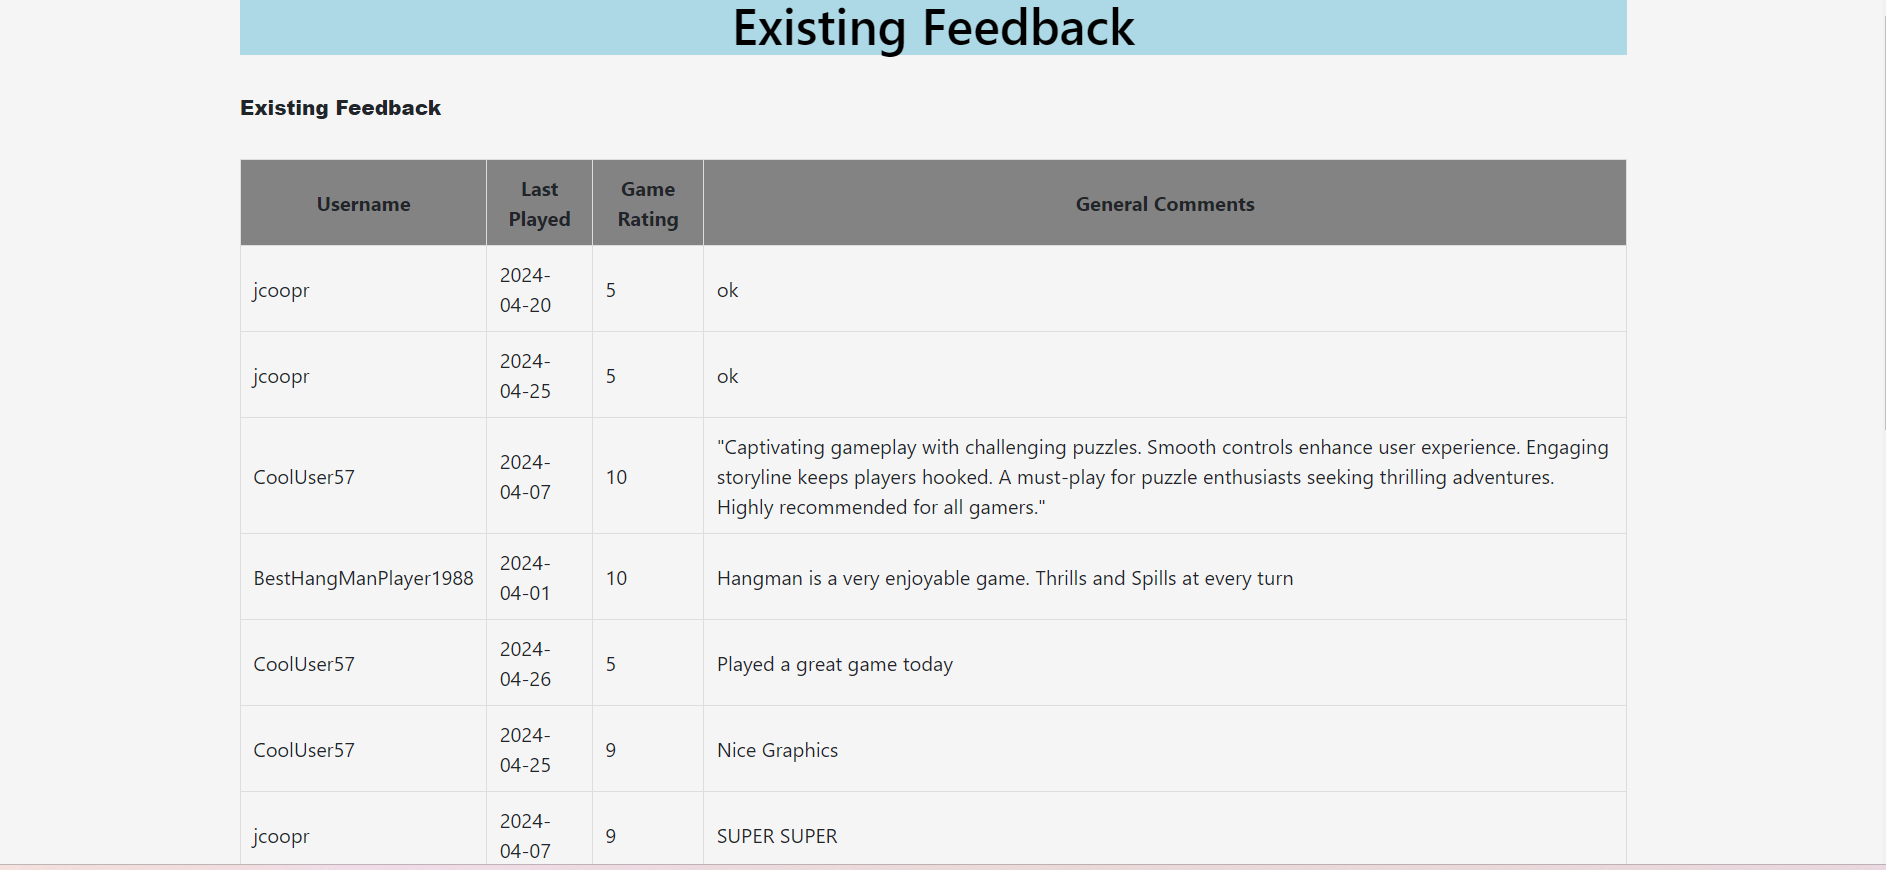 Existing Feedback
Existing Feedback
Username
Last
Played
Game
Rating
General Comments
jcoopr
2024-
04-20
5
ok
jcoopr
2024-
04-25
5
ok
CoolUser57
2024-
04-07
10
"Captivating gameplay with challenging puzzles. Smooth controls enhance user experience. Engaging
storyline keeps players hooked. A must-play for puzzle enthusiasts seeking thrilling adventures.
Highly recommended for all gamers."
BestHangManPlayer1988
2024-
04-01
10
Hangman is a very enjoyable game. Thrills and Spills at every turn
CoolUser57
2024-
04-26
5
Played a great game today
CoolUser57
2024-
04-25
9
Nice Graphics
jcoopr
2024-
04-07
9
SUPER SUPER